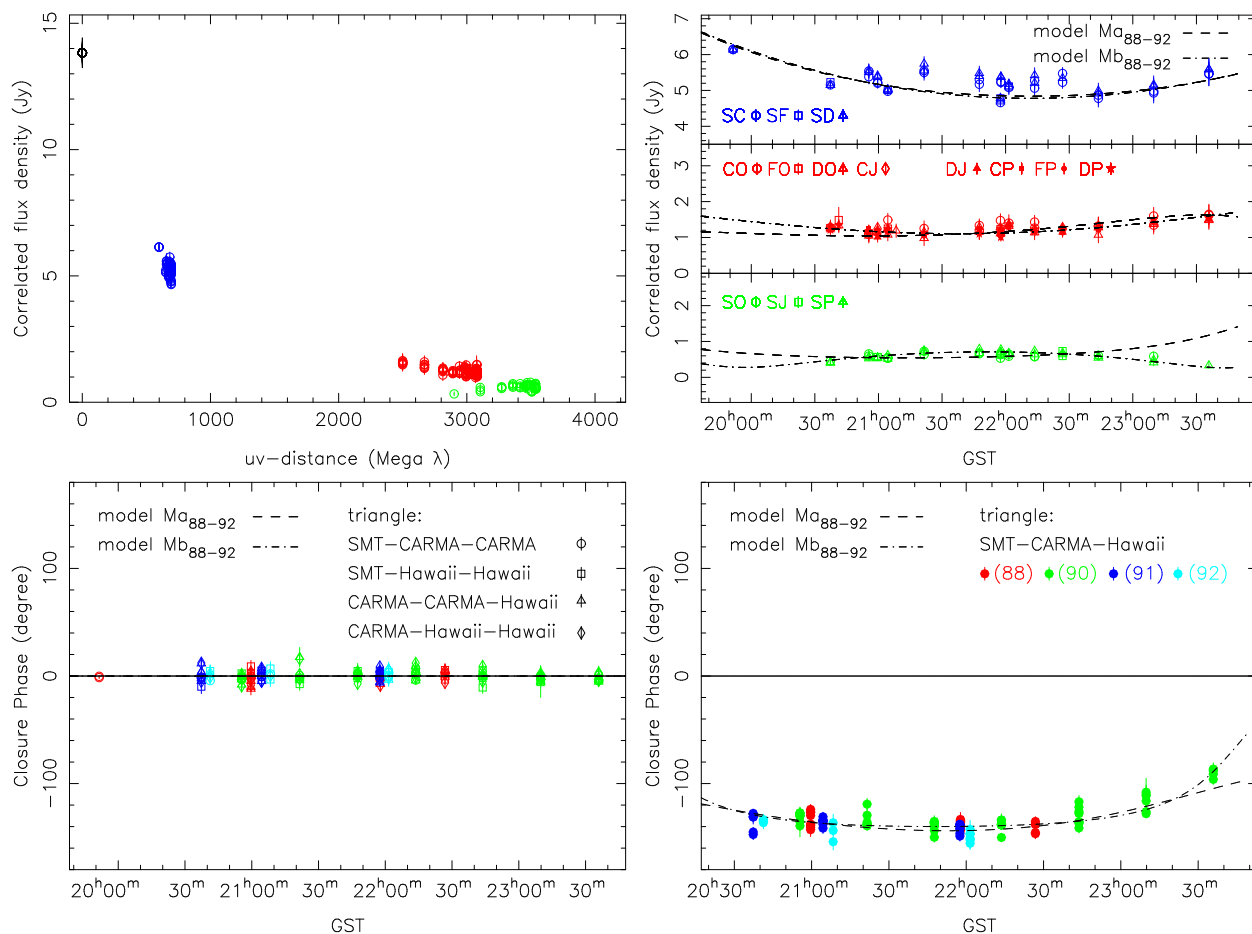 Correlated flux density (Jy)
15
10
5
0
0 1000 2000 3000 4000
uv-distance (Mega λ)
Correlated flux density (Jy)
model Ma88-92
model Mb88-92
7
6
5
4
SC SF SD
3
2
1
0
CO FO DO CJ DJ CP FP DP
2
1
0
SO SJ SP
20h00m 30m 21h00m 30m 22h00m 30m 23h00m 30m
GST
Closure Phase (degree)
100
0
-100
model Ma88-92
model Mb88-92
triangle:
SMT-CARMA-CARMA
SMT-Hawaii-Hawaii
CARMA-CARMA-Hawaii
CARMA-Hawaii-Hawaii
20h00m 30m 21h00m 30m 22h00m 30m 23h00m 30m
GST
Closure Phase (degree)
100
0
-100
model Ma88-92
model Mb88-92
triangle:
SMT-CARMA-Hawaii
(88) (90) (91) (92)
20h30m 21h00m 30m 22h00m 30m 23h00m 30m
GST